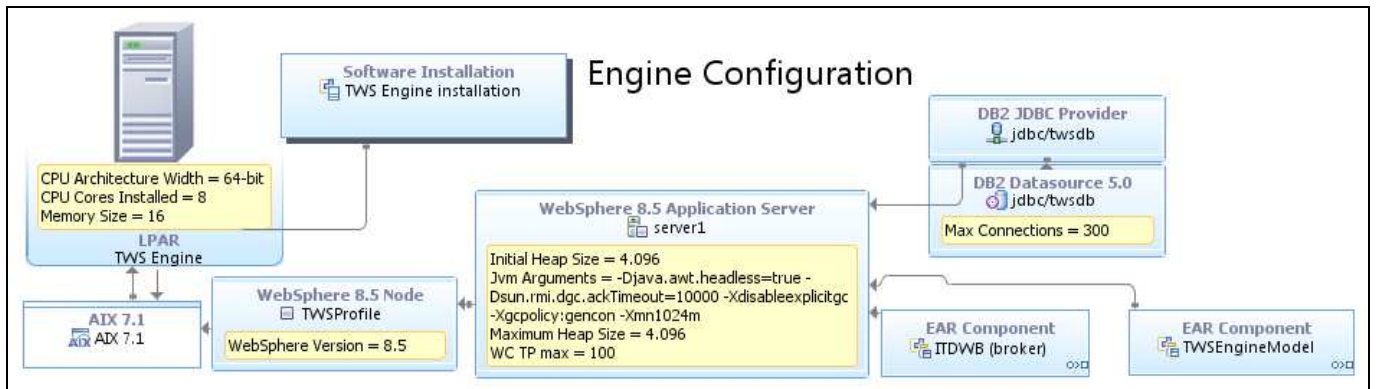 Engine Configuration
Software Installation
TWS Engine installation
CPU Architecture Width = 64-bit
CPU Cores Installed = 8
Memory Size = 16
LPAR
TWS Engine
AIX 7.1
AIX AIX 7.1
WebSphere 8.5 Node
TWSProfile
WebSphere Version = 8.5
WebSphere 8.5 Application Server
server1
Initial Heap Size = 4.096
Jvm Arguments = -Djava.awt.headless=true -
Dsun.rmi.dgc.ackTimeout=10000 -Xdisableexplicitgc
-Xgcpolicy:gencon -Xmn1024m
Maximum Heap Size = 4.096
WC TP max = 100
DB2 JDBC Provider
jdbc/twsdb
DB2 Datasource 5.0
jdbc/twsdb
Max Connections = 300
EAR Component
ITDWB (broker)
EAR Component
TWSEngineModel